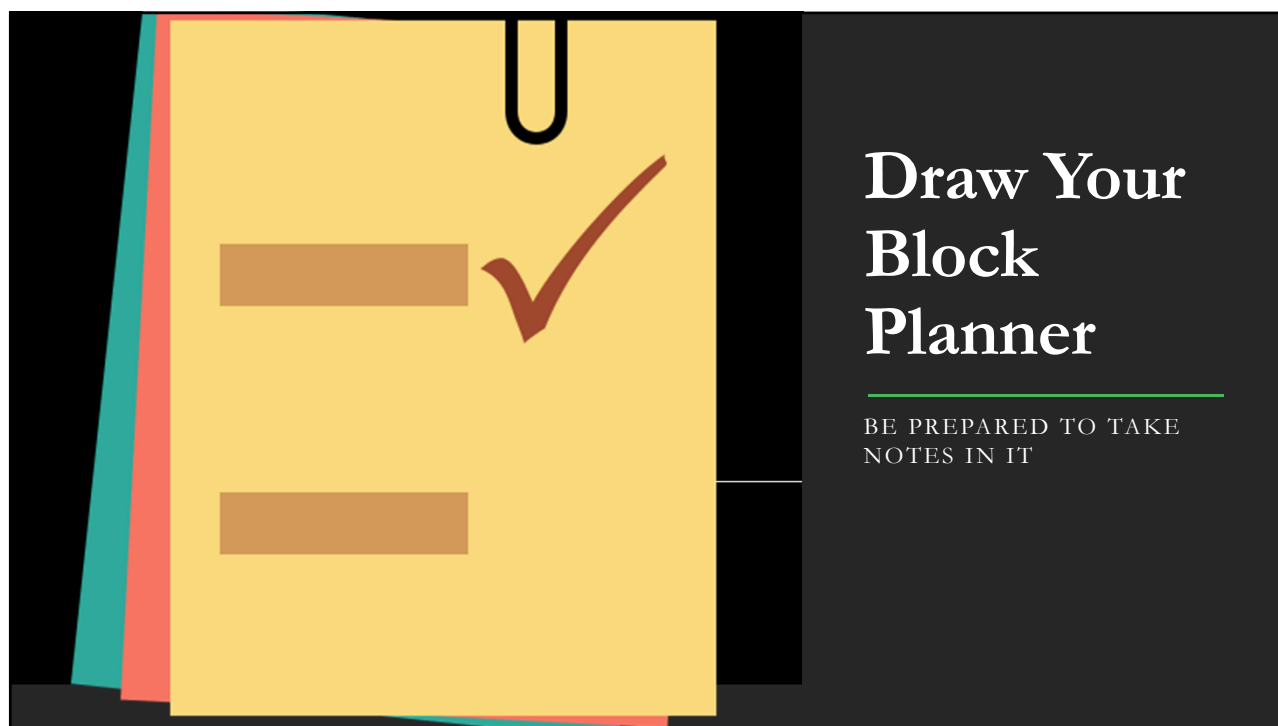 Draw Your
Block
Planner
BE PREPARED TO TAKE
NOTES IN IT